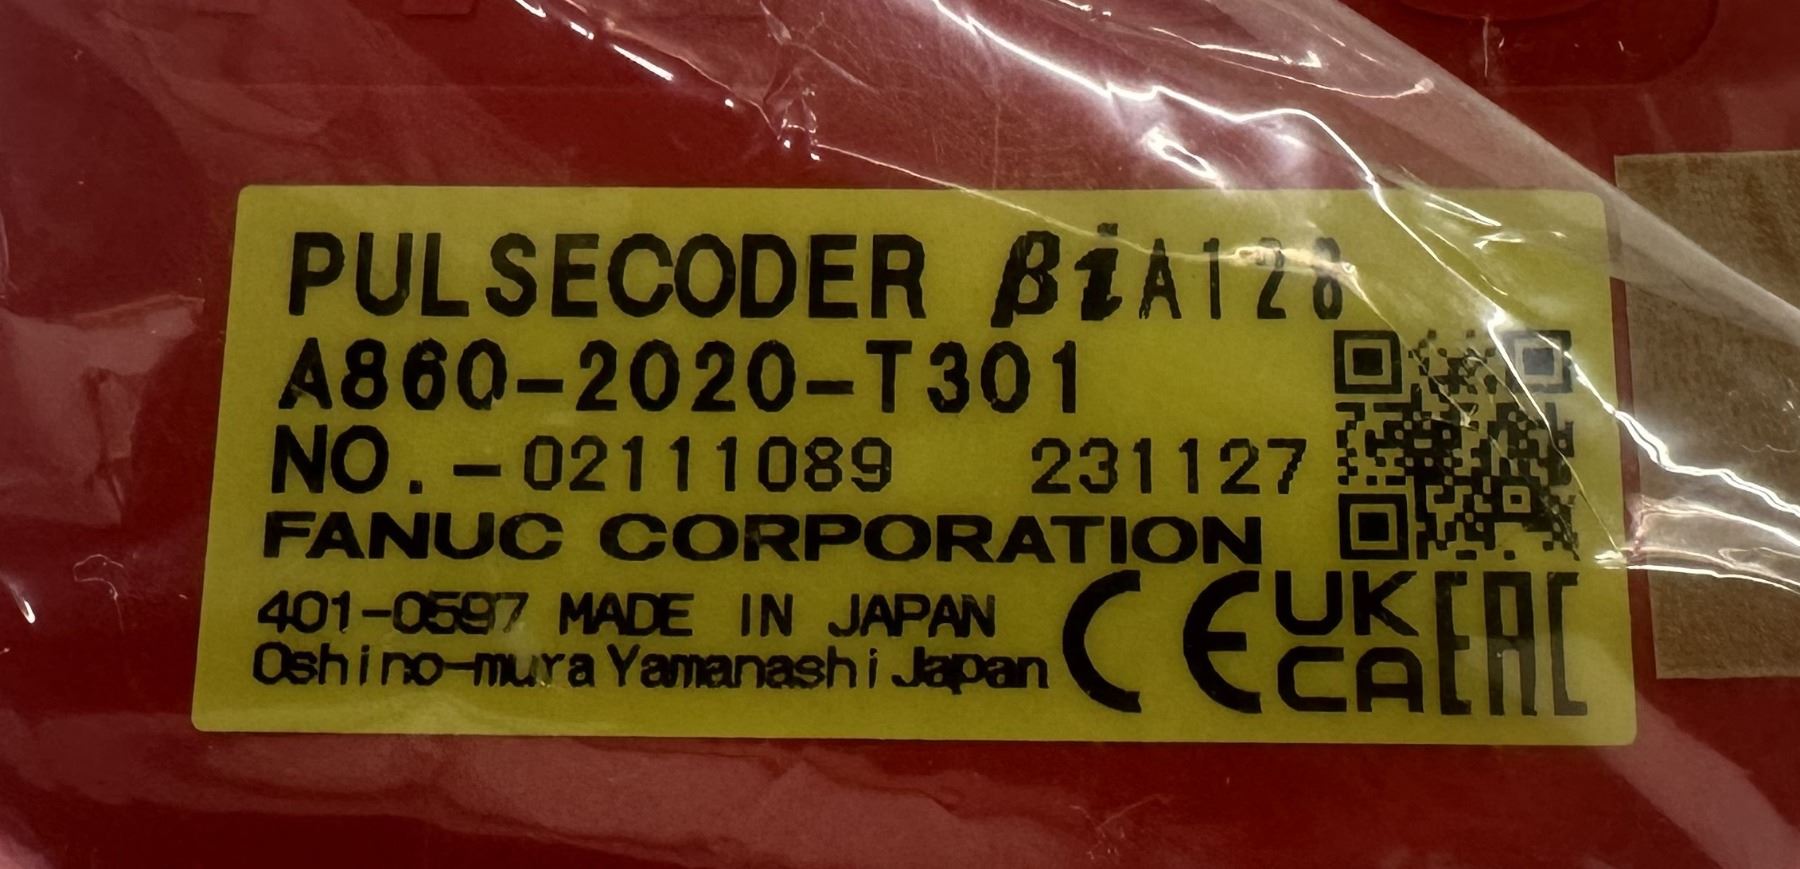 PULSECODER βiA128
A860-2020-T301
NO. -02111089 231127
FANUC CORPORATION
401-0597 MADE IN JAPAN
Oshino-mura Yamanashi Japan
CE UK CA EAC